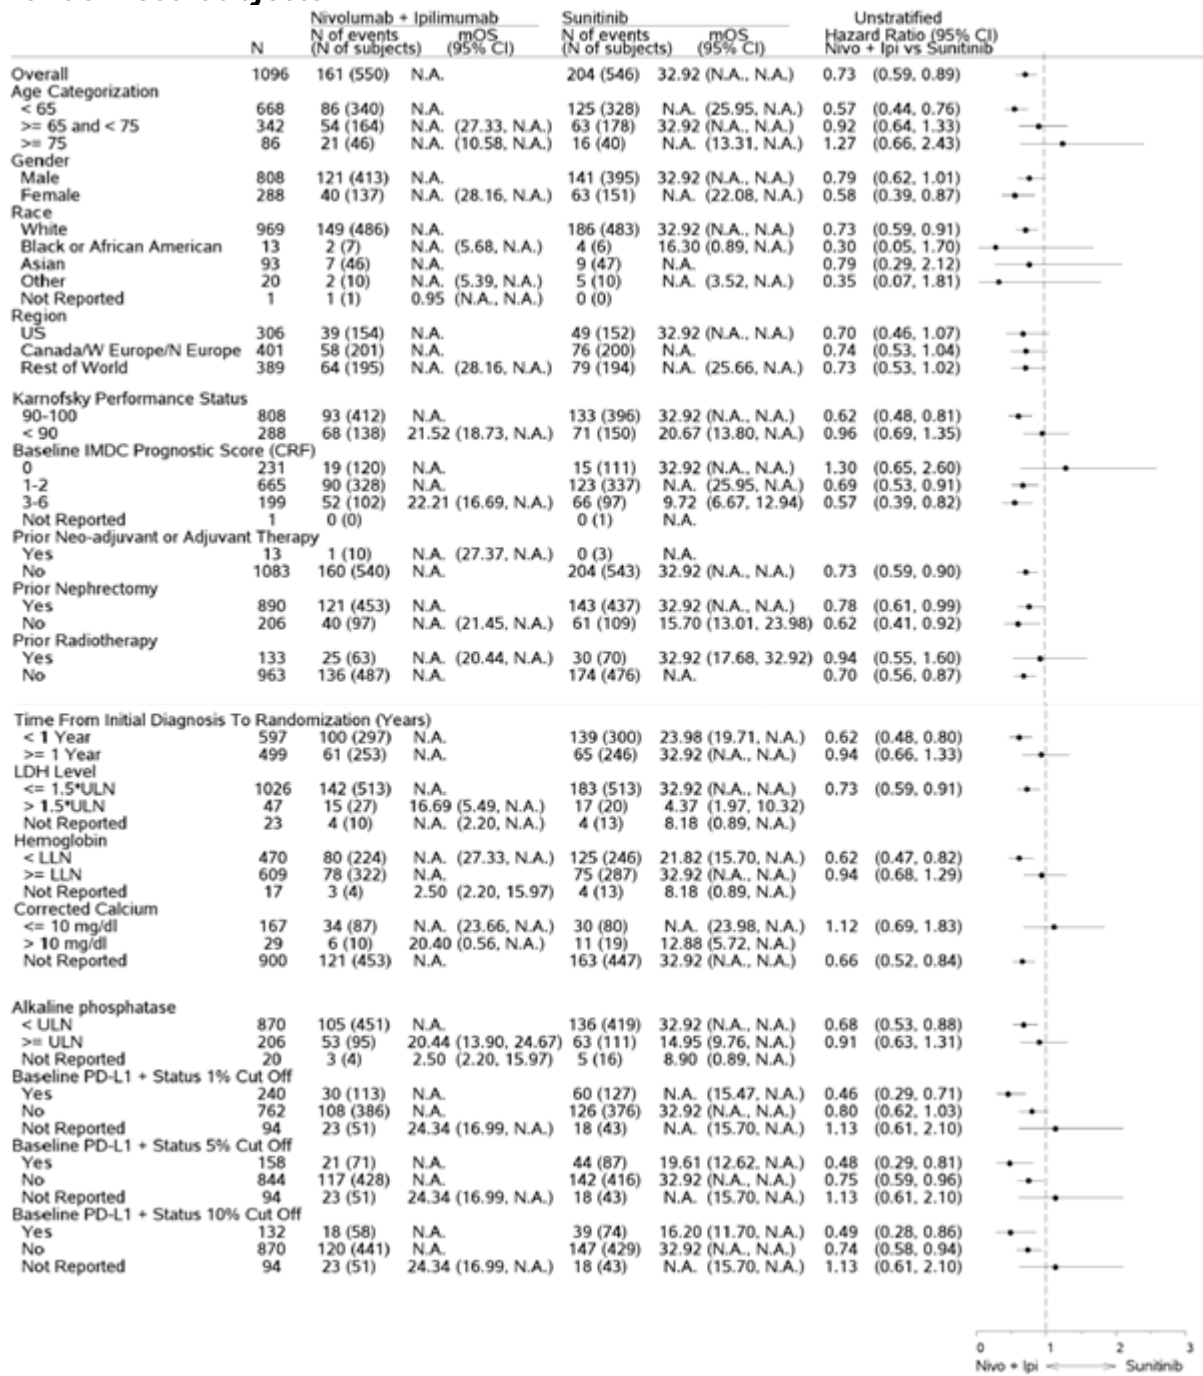 Nivolumab + Ipilimumab Sunitinib Unstratified
N of events mOS N of events mOS Hazard Ratio (95% CI)
N (N of subjects) (95% CI) (N of subjects) (95% CI) Nivo + Ipi vs Sunitinib
Overall 1096 161 (550) N.A. 204 (546) 32.92 (N.A., N.A.) 0.73 (0.59, 0.89)
Age Categorization
< 65 668 86 (340) N.A. 125 (328) N.A. (25.95, N.A.) 0.57 (0.44, 0.76)
>= 65 and < 75 342 54 (164) N.A. (27.33, N.A.) 63 (178) 32.92 (N.A., N.A.) 0.92 (0.64, 1.33)
>= 75 86 21 (46) N.A. (10.58, N.A.) 16 (40) N.A. (13.31, N.A.) 1.27 (0.66, 2.43)
Gender
Male 808 121 (413) N.A. 141 (395) 32.92 (N.A., N.A.) 0.79 (0.62, 1.01)
Female 288 40 (137) N.A. (28.16, N.A.) 63 (151) N.A. (22.08, N.A.) 0.58 (0.39, 0.87)
Race
White 969 149 (486) N.A. 186 (483) 32.92 (N.A., N.A.) 0.73 (0.59, 0.91)
Black or African American 13 2 (7) N.A. (5.68, N.A.) 4 (6) 16.30 (0.89, N.A.) 0.30 (0.05, 1.70)
Asian 93 7 (46) N.A. 9 (47) N.A. 0.79 (0.29, 2.12)
Other 20 2 (10) N.A. (5.39, N.A.) 5 (10) N.A. (3.52, N.A.) 0.35 (0.07, 1.81)
Not Reported 1 1 (1) 0.95 (N.A., N.A.) 0 (0)
Region
US 306 39 (154) N.A. 49 (152) 32.92 (N.A., N.A.) 0.70 (0.46, 1.07)
Canada/W Europe/N Europe 401 58 (201) N.A. 76 (200) N.A. 0.74 (0.53, 1.04)
Rest of World 389 64 (195) N.A. (28.16, N.A.) 79 (194) N.A. (25.66, N.A.) 0.73 (0.53, 1.02)
Karnofsky Performance Status
90-100 808 93 (412) N.A. 133 (396) 32.92 (N.A., N.A.) 0.62 (0.48, 0.81)
< 90 288 68 (138) 21.52 (18.73, N.A.) 71 (150) 20.67 (13.80, N.A.) 0.96 (0.69, 1.35)
Baseline IMDC Prognostic Score (CRF)
0 231 19 (120) N.A. 15 (111) 32.92 (N.A., N.A.) 1.30 (0.65, 2.60)
1-2 665 90 (328) N.A. 123 (337) N.A. (25.95, N.A.) 0.69 (0.53, 0.91)
3-6 199 52 (102) 22.21 (16.69, N.A.) 66 (97) 9.72 (6.67, 12.94) 0.57 (0.39, 0.82)
Not Reported 1 0 (0) 0 (1) N.A.
Prior Neo-adjuvant or Adjuvant Therapy
Yes 13 1 (10) N.A. (27.37, N.A.) 0 (3) N.A.
No 1083 160 (540) N.A. 204 (543) 32.92 (N.A., N.A.) 0.73 (0.59, 0.90)
Prior Nephrectomy
Yes 890 121 (453) N.A. 143 (437) 32.92 (N.A., N.A.) 0.78 (0.61, 0.99)
No 206 40 (97) N.A. (21.45, N.A.) 61 (109) 15.70 (13.01, 23.98) 0.62 (0.41, 0.92)
Prior Radiotherapy
Yes 133 25 (63) N.A. (20.44, N.A.) 30 (70) 32.92 (17.68, 32.92) 0.94 (0.55, 1.60)
No 963 136 (487) N.A. 174 (476) N.A. 0.70 (0.56, 0.87)
Time From Initial Diagnosis To Randomization (Years)
< 1 Year 597 100 (297) N.A. 139 (300) 23.98 (19.71, N.A.) 0.62 (0.48, 0.80)
>= 1 Year 499 61 (253) N.A. 65 (246) 32.92 (N.A., N.A.) 0.94 (0.66, 1.33)
LDH Level
<= 1.5*ULN 1026 142 (513) N.A. 183 (513) 32.92 (N.A., N.A.) 0.73 (0.59, 0.91)
> 1.5*ULN 47 15 (27) 16.69 (5.49, N.A.) 17 (20) 4.37 (1.97, 10.32)
Not Reported 23 4 (10) N.A. (2.20, N.A.) 4 (13) 8.18 (0.89, N.A.)
Hemoglobin
< LLN 470 80 (224) N.A. (27.33, N.A.) 125 (246) 21.82 (15.70, N.A.) 0.62 (0.47, 0.82)
>= LLN 609 78 (322) N.A. 75 (287) 32.92 (N.A., N.A.) 0.94 (0.68, 1.29)
Not Reported 17 3 (4) 2.50 (2.20, 15.97) 4 (13) 8.18 (0.89, N.A.)
Corrected Calcium
<= 10 mg/dl 167 34 (87) N.A. (23.66, N.A.) 30 (80) N.A. (23.98, N.A.) 1.12 (0.69, 1.83)
> 10 mg/dl 29 6 (10) 20.40 (0.56, N.A.) 11 (19) 12.88 (5.72, N.A.)
Not Reported 900 121 (453) N.A. 163 (447) 32.92 (N.A., N.A.) 0.66 (0.52, 0.84)
Alkaline phosphatase
< ULN 870 105 (451) N.A. 136 (419) 32.92 (N.A., N.A.) 0.68 (0.53, 0.88)
>= ULN 206 53 (95) 20.44 (13.90, 24.67) 63 (111) 14.95 (9.76, N.A.) 0.91 (0.63, 1.31)
Not Reported 20 3 (4) 2.50 (2.20, 15.97) 5 (16) 8.90 (0.89, N.A.)
Baseline PD-L1 + Status 1% Cut Off
Yes 240 30 (113) N.A. 60 (127) N.A. (15.47, N.A.) 0.46 (0.29, 0.71)
No 762 108 (386) N.A. 126 (376) 32.92 (N.A., N.A.) 0.80 (0.62, 1.03)
Not Reported 94 23 (51) 24.34 (16.99, N.A.) 18 (43) N.A. (15.70, N.A.) 1.13 (0.61, 2.10)
Baseline PD-L1 + Status 5% Cut Off
Yes 158 21 (71) N.A. 44 (87) 19.61 (12.62, N.A.) 0.48 (0.29, 0.81)
No 844 117 (428) N.A. 142 (416) 32.92 (N.A., N.A.) 0.75 (0.59, 0.96)
Not Reported 94 23 (51) 24.34 (16.99, N.A.) 18 (43) N.A. (15.70, N.A.) 1.13 (0.61, 2.10)
Baseline PD-L1 + Status 10% Cut Off
Yes 132 18 (58) N.A. 39 (74) 16.20 (11.70, N.A.) 0.49 (0.28, 0.86)
No 870 120 (441) N.A. 147 (429) 32.92 (N.A., N.A.) 0.74 (0.58, 0.94)
Not Reported 94 23 (51) 24.34 (16.99, N.A.) 18 (43) N.A. (15.70, N.A.) 1.13 (0.61, 2.10)
0 1 2 3
Nivo + Ipi <——> Sunitinib